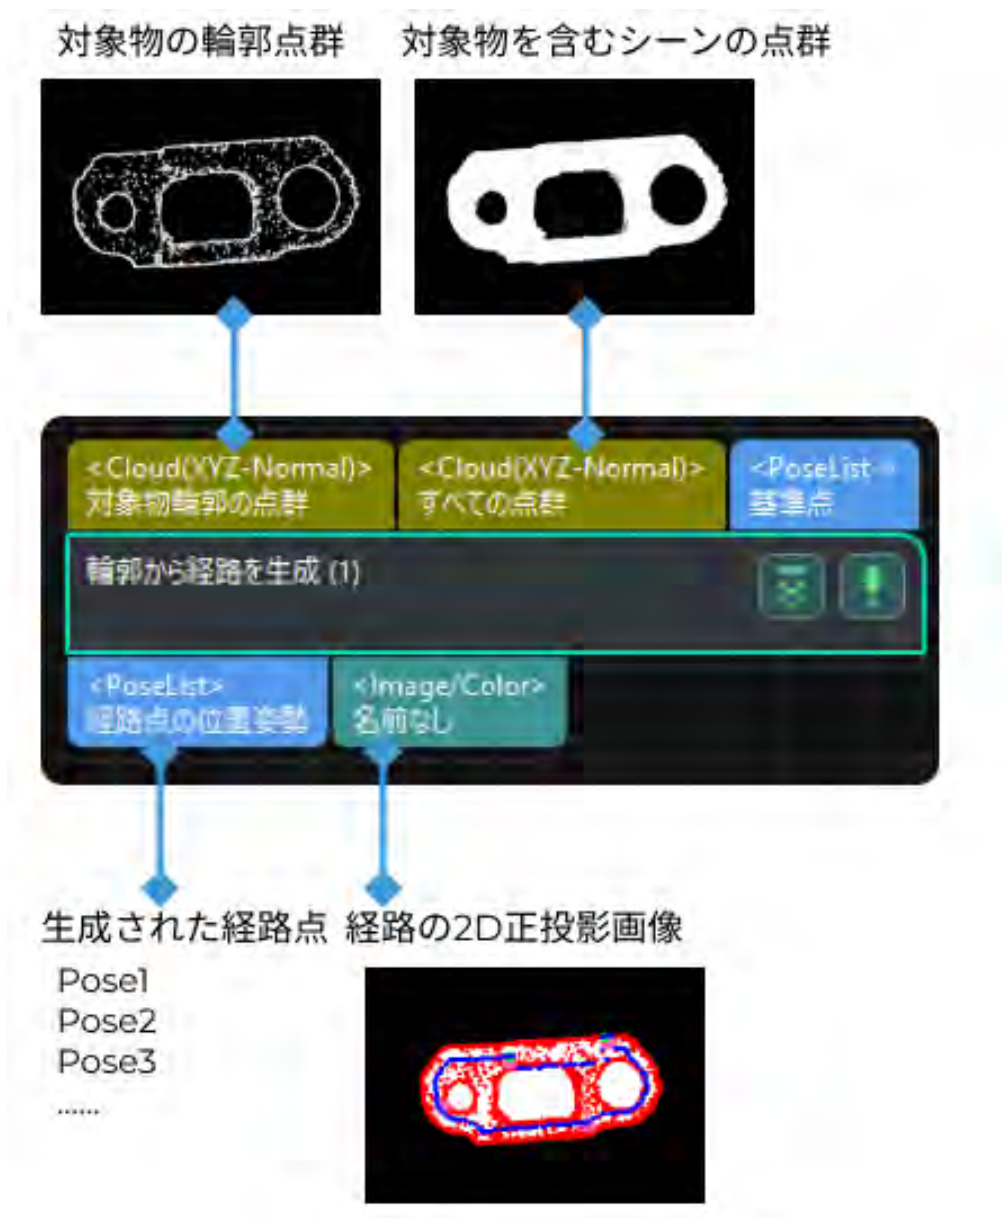 対象物の輪郭点群 対象物を含むシーンの点群
<Cloud(XYZ-Normal)> <Cloud(XYZ-Normal)> <PoseList->
対象物輪郭の点群 すべての点群 基準点
輪郭から経路を生成 (1)
<PoseList> <Image/Color>
経路点の位置姿勢 名前なし
生成された経路点 経路の2D正投影画像
Pose1
Pose2
Pose3
......